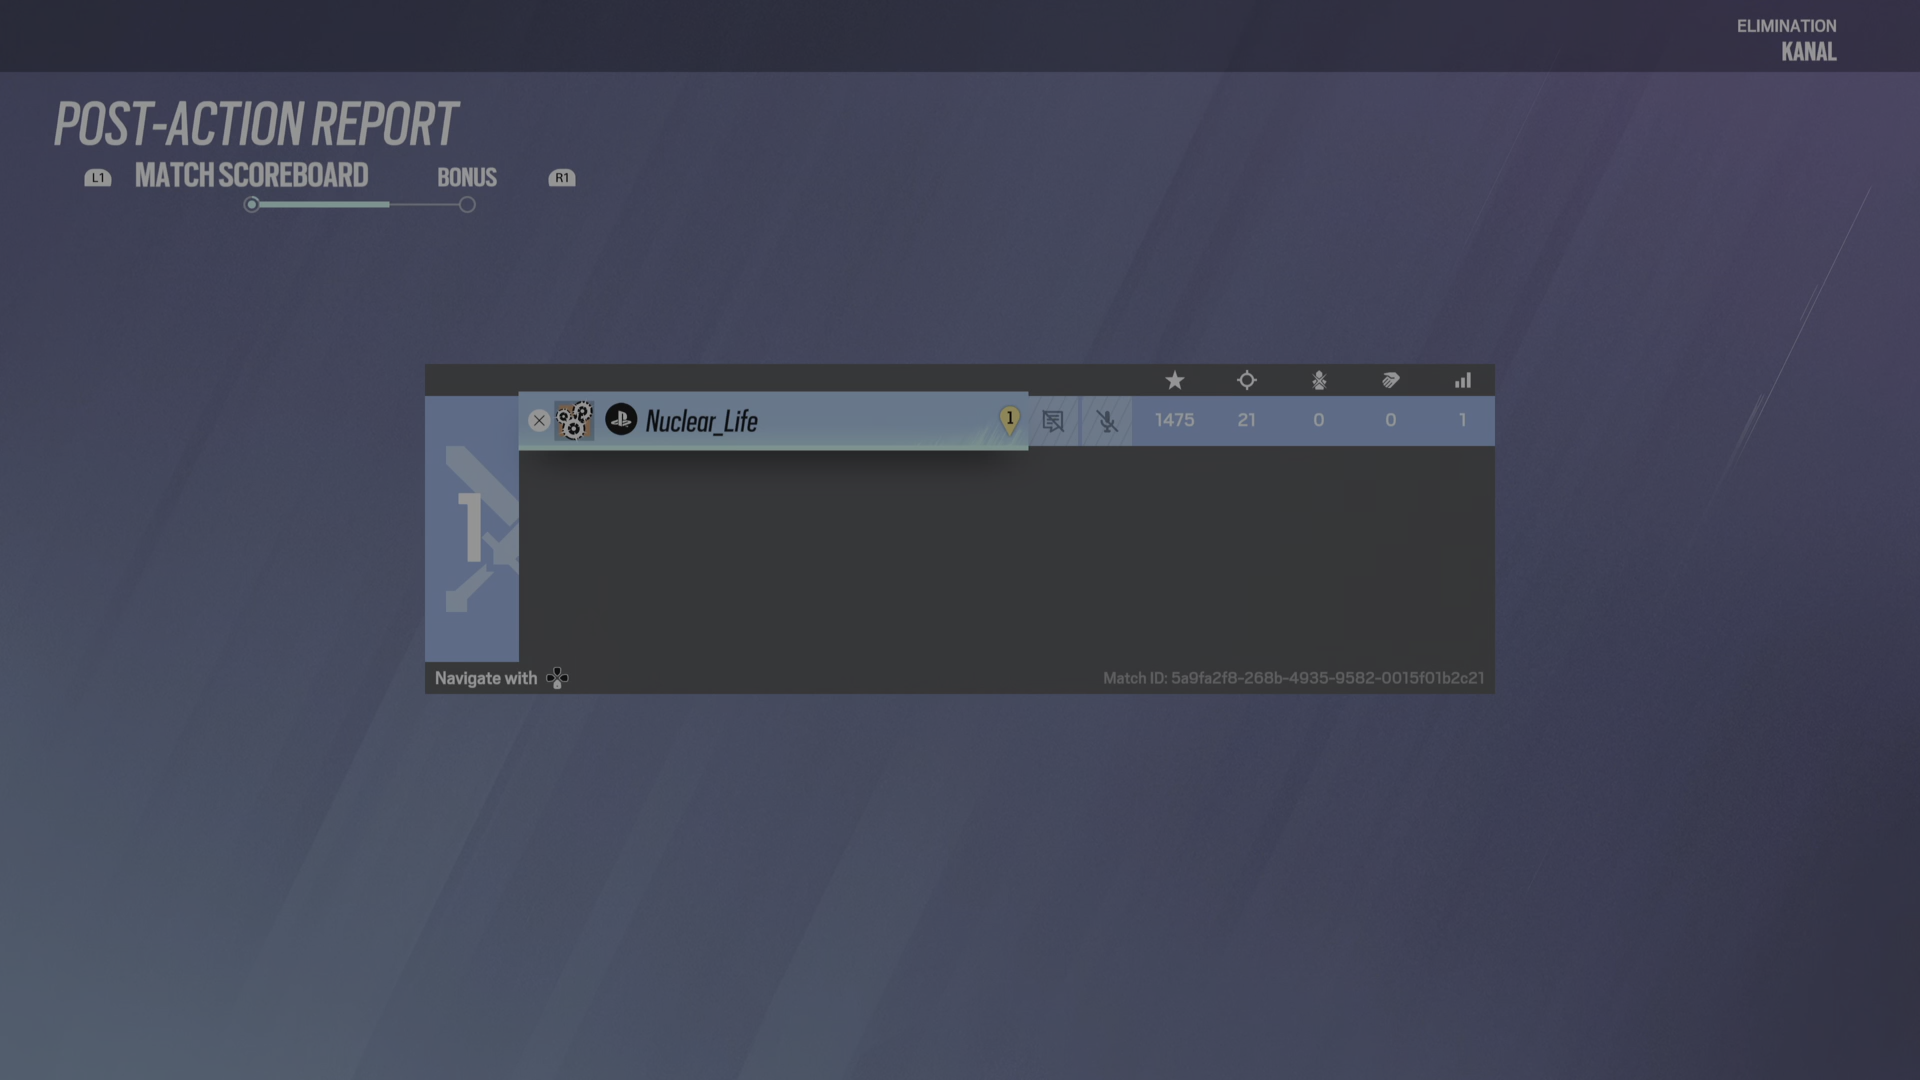 ELIMINATION
KANAL
POST-ACTION REPORT
L1 MATCH SCOREBOARD BONUS R1
Nuclear_Life 1 1475 21 0 0 1
1
Navigate with
Match ID: 5a9fa2f8-268b-4935-9582-0015f01b2c21